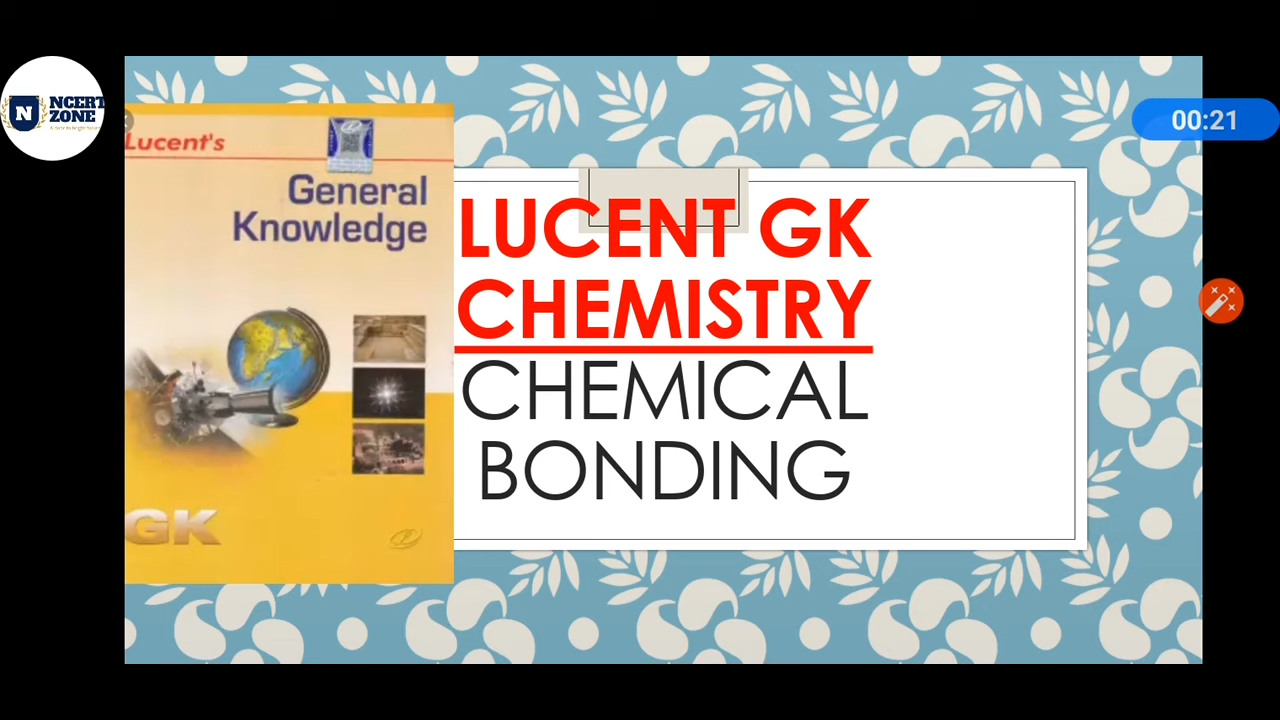 NCERT
ZONE
00:21
Lucent's
General
Knowledge
GK
LUCENT GK
CHEMISTRY
CHEMICAL
BONDING